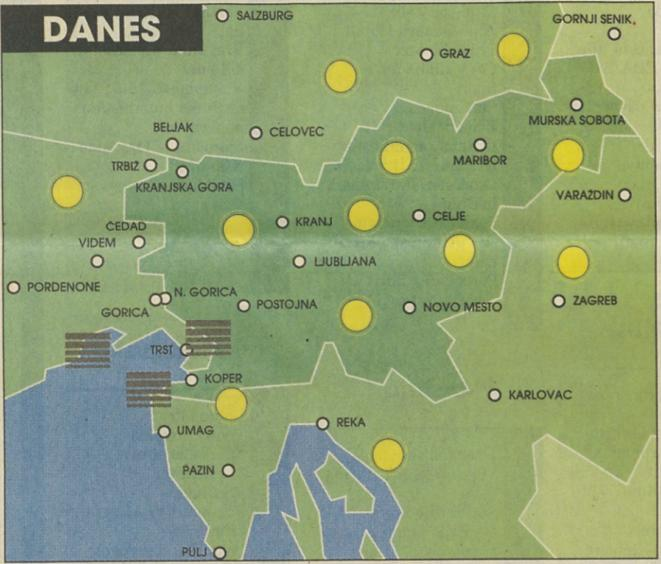 DANES
SALZBURG
GORNJI SENIK
GRAZ
MURSKA SOBOTA
BELJAK
CELOVEC
MARIBOR
TRBIŽ
KRANJSKA GORA
VARAŽDIN
ČEDAD
KRANJ
CELJE
VIDEM
LJUBLJANA
PORDENONE
N. GORICA
GORICA
POSTOJNA
NOVO MESTO
ZAGREB
TRST
KOPER
KARLOVAC
UMAG
REKA
PAZIN
PULJ